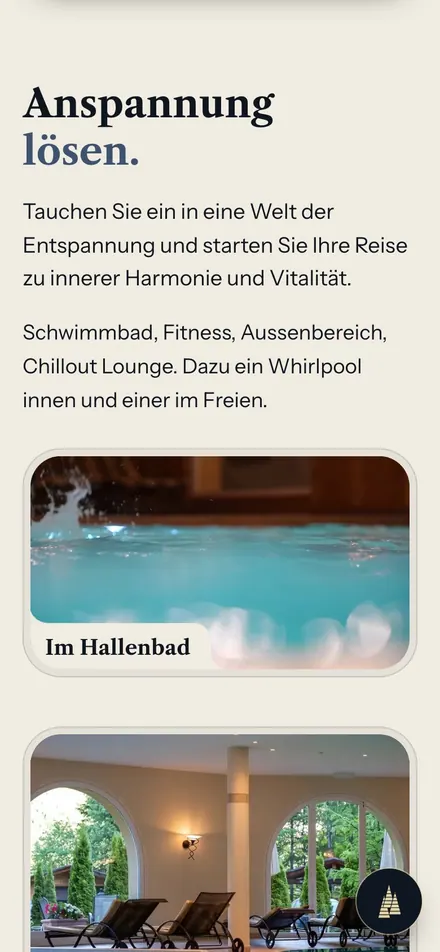 Anspannung
lösen.
Tauchen Sie ein in eine Welt der
Entspannung und starten Sie Ihre Reise
zu innerer Harmonie und Vitalität.
Schwimmbad, Fitness, Aussenbereich,
Chillout Lounge. Dazu ein Whirlpool
innen und einer im Freien.
Im Hallenbad